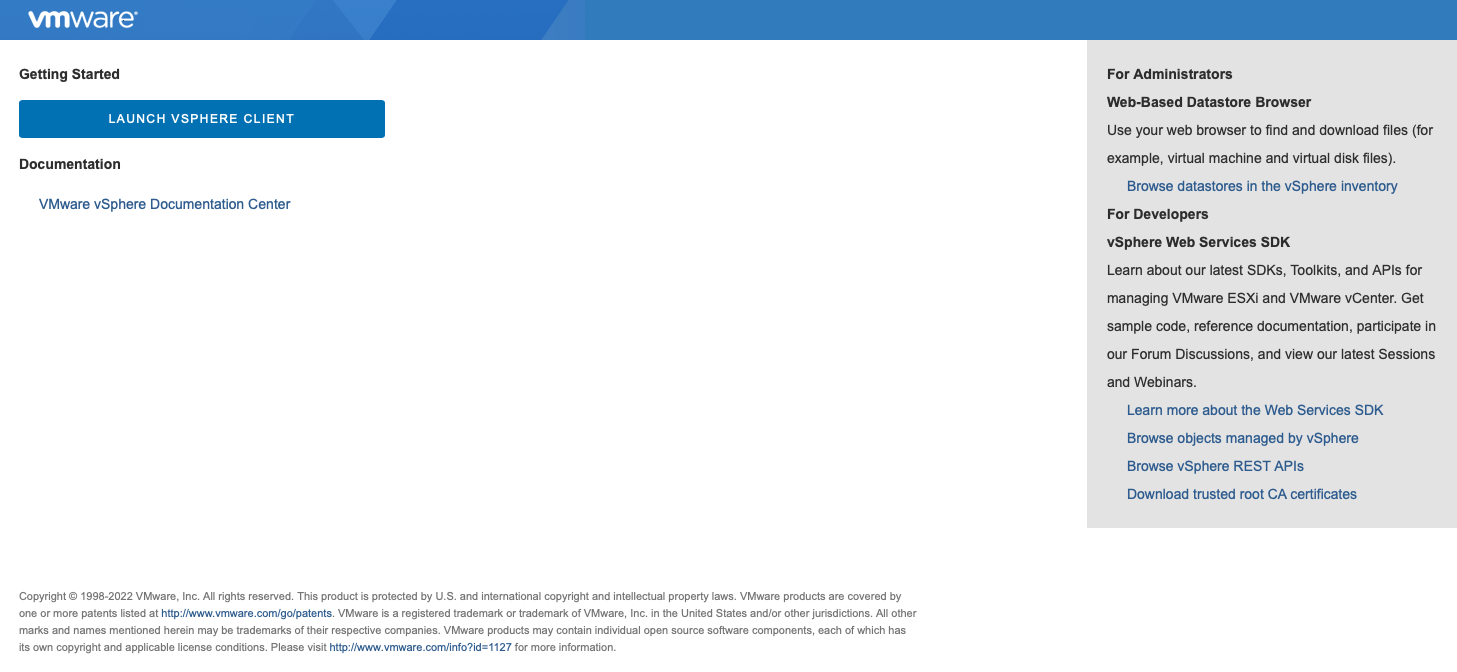 vmware®
Getting Started
LAUNCH VSPHERE CLIENT
Documentation
VMware vSphere Documentation Center
For Administrators
Web-Based Datastore Browser
Use your web browser to find and download files (for
example, virtual machine and virtual disk files).
Browse datastores in the vSphere inventory
For Developers
vSphere Web Services SDK
Learn about our latest SDKs, Toolkits, and APIs for
managing VMware ESXi and VMware vCenter. Get
sample code, reference documentation, participate in
our Forum Discussions, and view our latest Sessions
and Webinars.
Learn more about the Web Services SDK
Browse objects managed by vSphere
Browse vSphere REST APIs
Download trusted root CA certificates
Copyright © 1998-2022 VMware, Inc. All rights reserved. This product is protected by U.S. and international copyright and intellectual property laws. VMware products are covered by
one or more patents listed at http://www.vmware.com/go/patents. VMware is a registered trademark or trademark of VMware, Inc. in the United States and/or other jurisdictions. All other
marks and names mentioned herein may be trademarks of their respective companies. VMware products may contain individual open source software components, each of which has
its own copyright and applicable license conditions. Please visit http://www.vmware.com/info?id=1127 for more information.